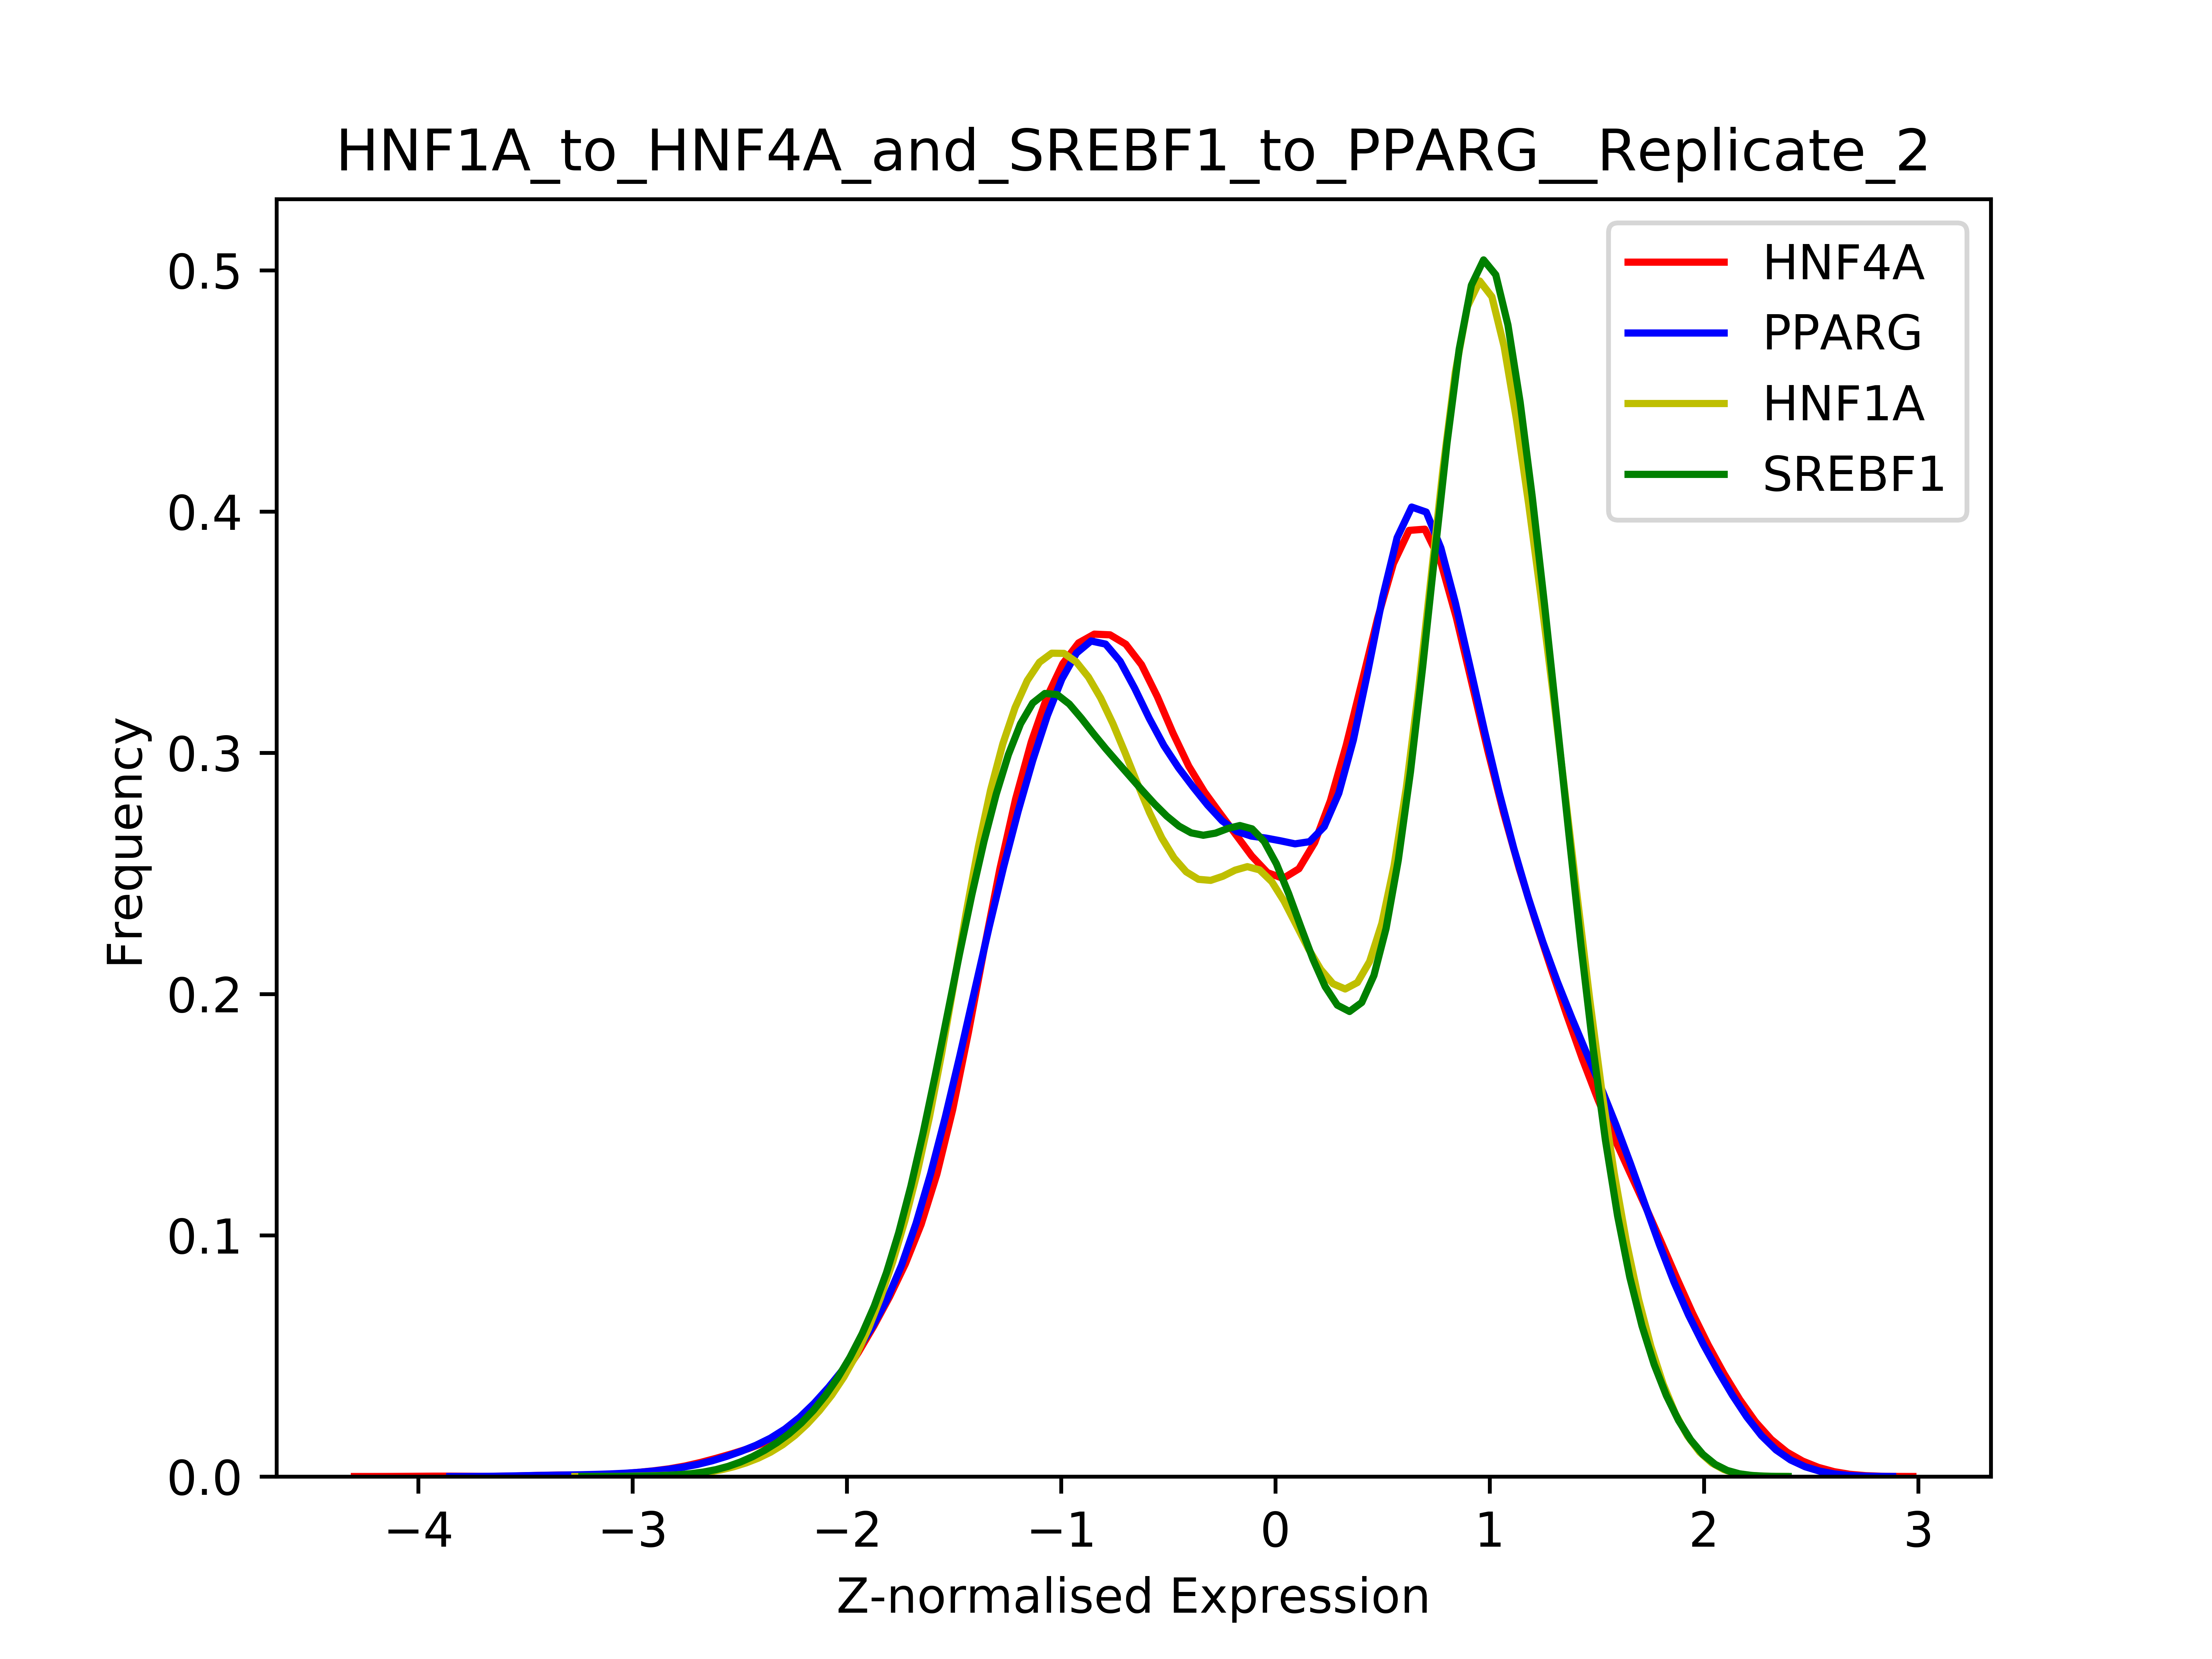 HNF1A_to_HNF4A_and_SREBF1_to_PPARG__Replicate_2
HNF4A
PPARG
HNF1A
SREBF1
Frequency
0.5
0.4
0.3
0.2
0.1
0.0
−4 −3 −2 −1 0 1 2 3
Z-normalised Expression